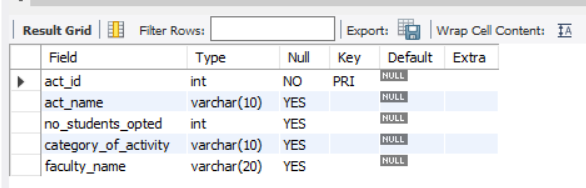 Result Grid Filter Rows: Export: Wrap Cell Content: IA
Field Type Null Key Default Extra
act_id int NO PRI NULL
act_name varchar(10) YES NULL
no_students_opted int YES NULL
category_of_activity varchar(10) YES NULL
faculty_name varchar(20) YES NULL